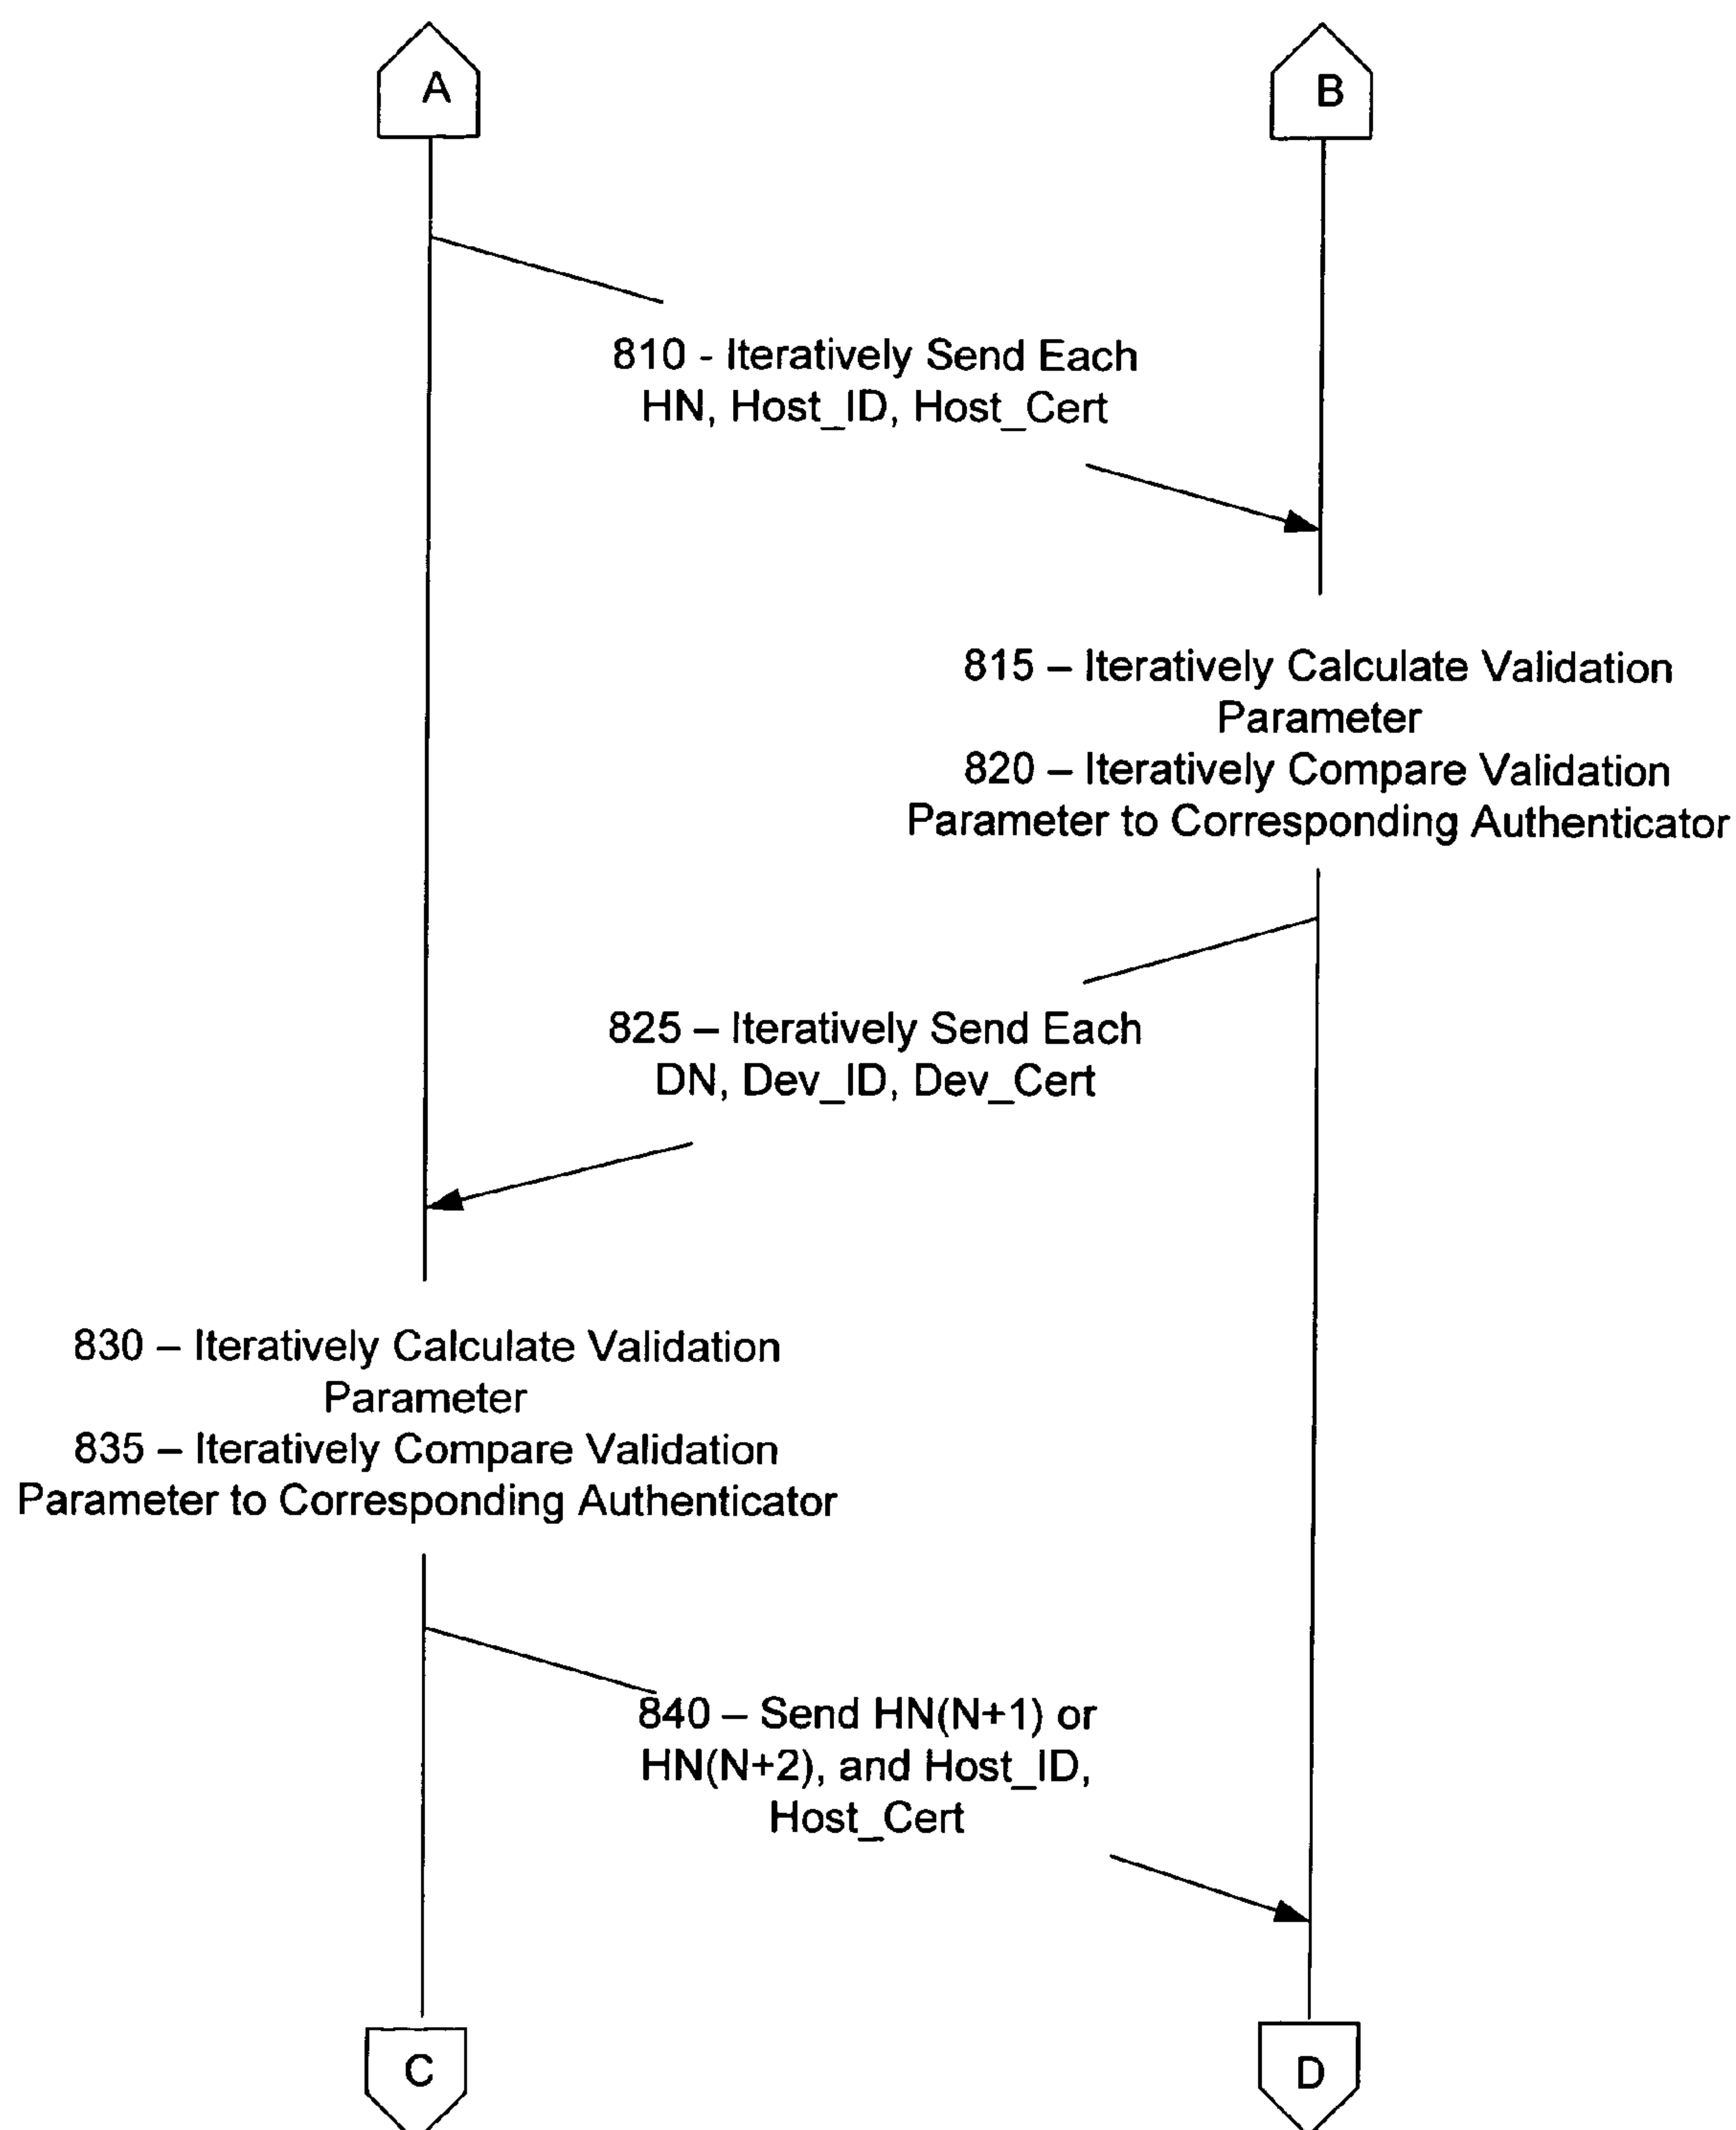 A
B
810 - Iteratively Send Each
HN, Host_ID, Host_Cert
815 – Iteratively Calculate Validation
Parameter
820 – Iteratively Compare Validation
Parameter to Corresponding Authenticator
825 – Iteratively Send Each
DN, Dev_ID, Dev_Cert
830 – Iteratively Calculate Validation
Parameter
835 – Iteratively Compare Validation
Parameter to Corresponding Authenticator
840 – Send HN(N+1) or
HN(N+2), and Host_ID,
Host_Cert
C
D